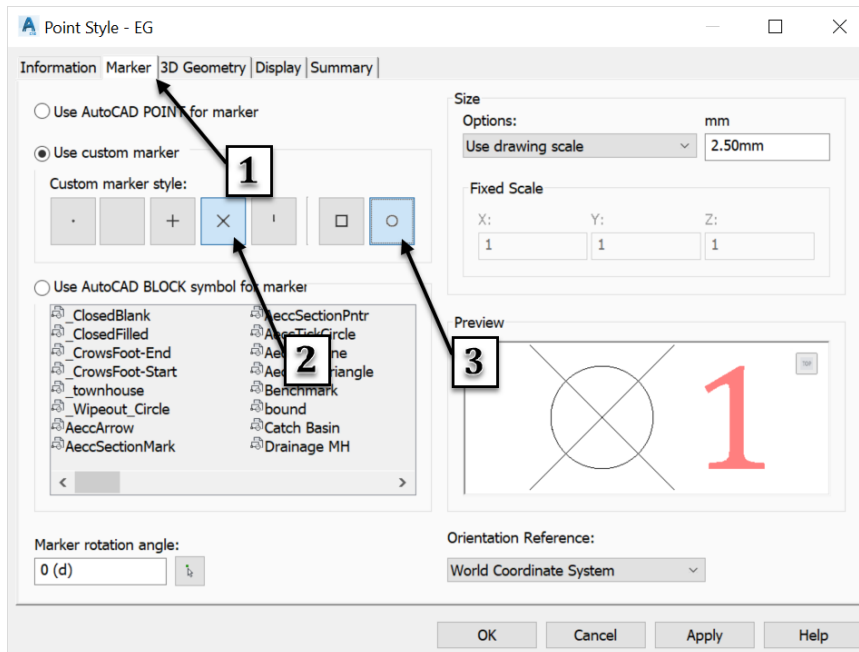 Point Style - EG
Information Marker 3D Geometry Display Summary
Use AutoCAD POINT for marker
Use custom marker
1
Custom marker style:
Use AutoCAD BLOCK symbol for marker
_ClosedBlank
_ClosedFilled
_CrowsFoot-End
_CrowsFoot-Start
_townhouse
_Wipeout_Circle
AeccArrow
AeccSectionMark
AeccSectionPntr
AeccTickCircle
2
Benchmark
bound
Catch Basin
Drainage MH
Marker rotation angle:
0 (d)
Size
Options:
mm
Use drawing scale
2.50mm
Fixed Scale
X: Y: Z:
1 1 1
Preview
3
1
TOP
Orientation Reference:
World Coordinate System
OK Cancel Apply Help